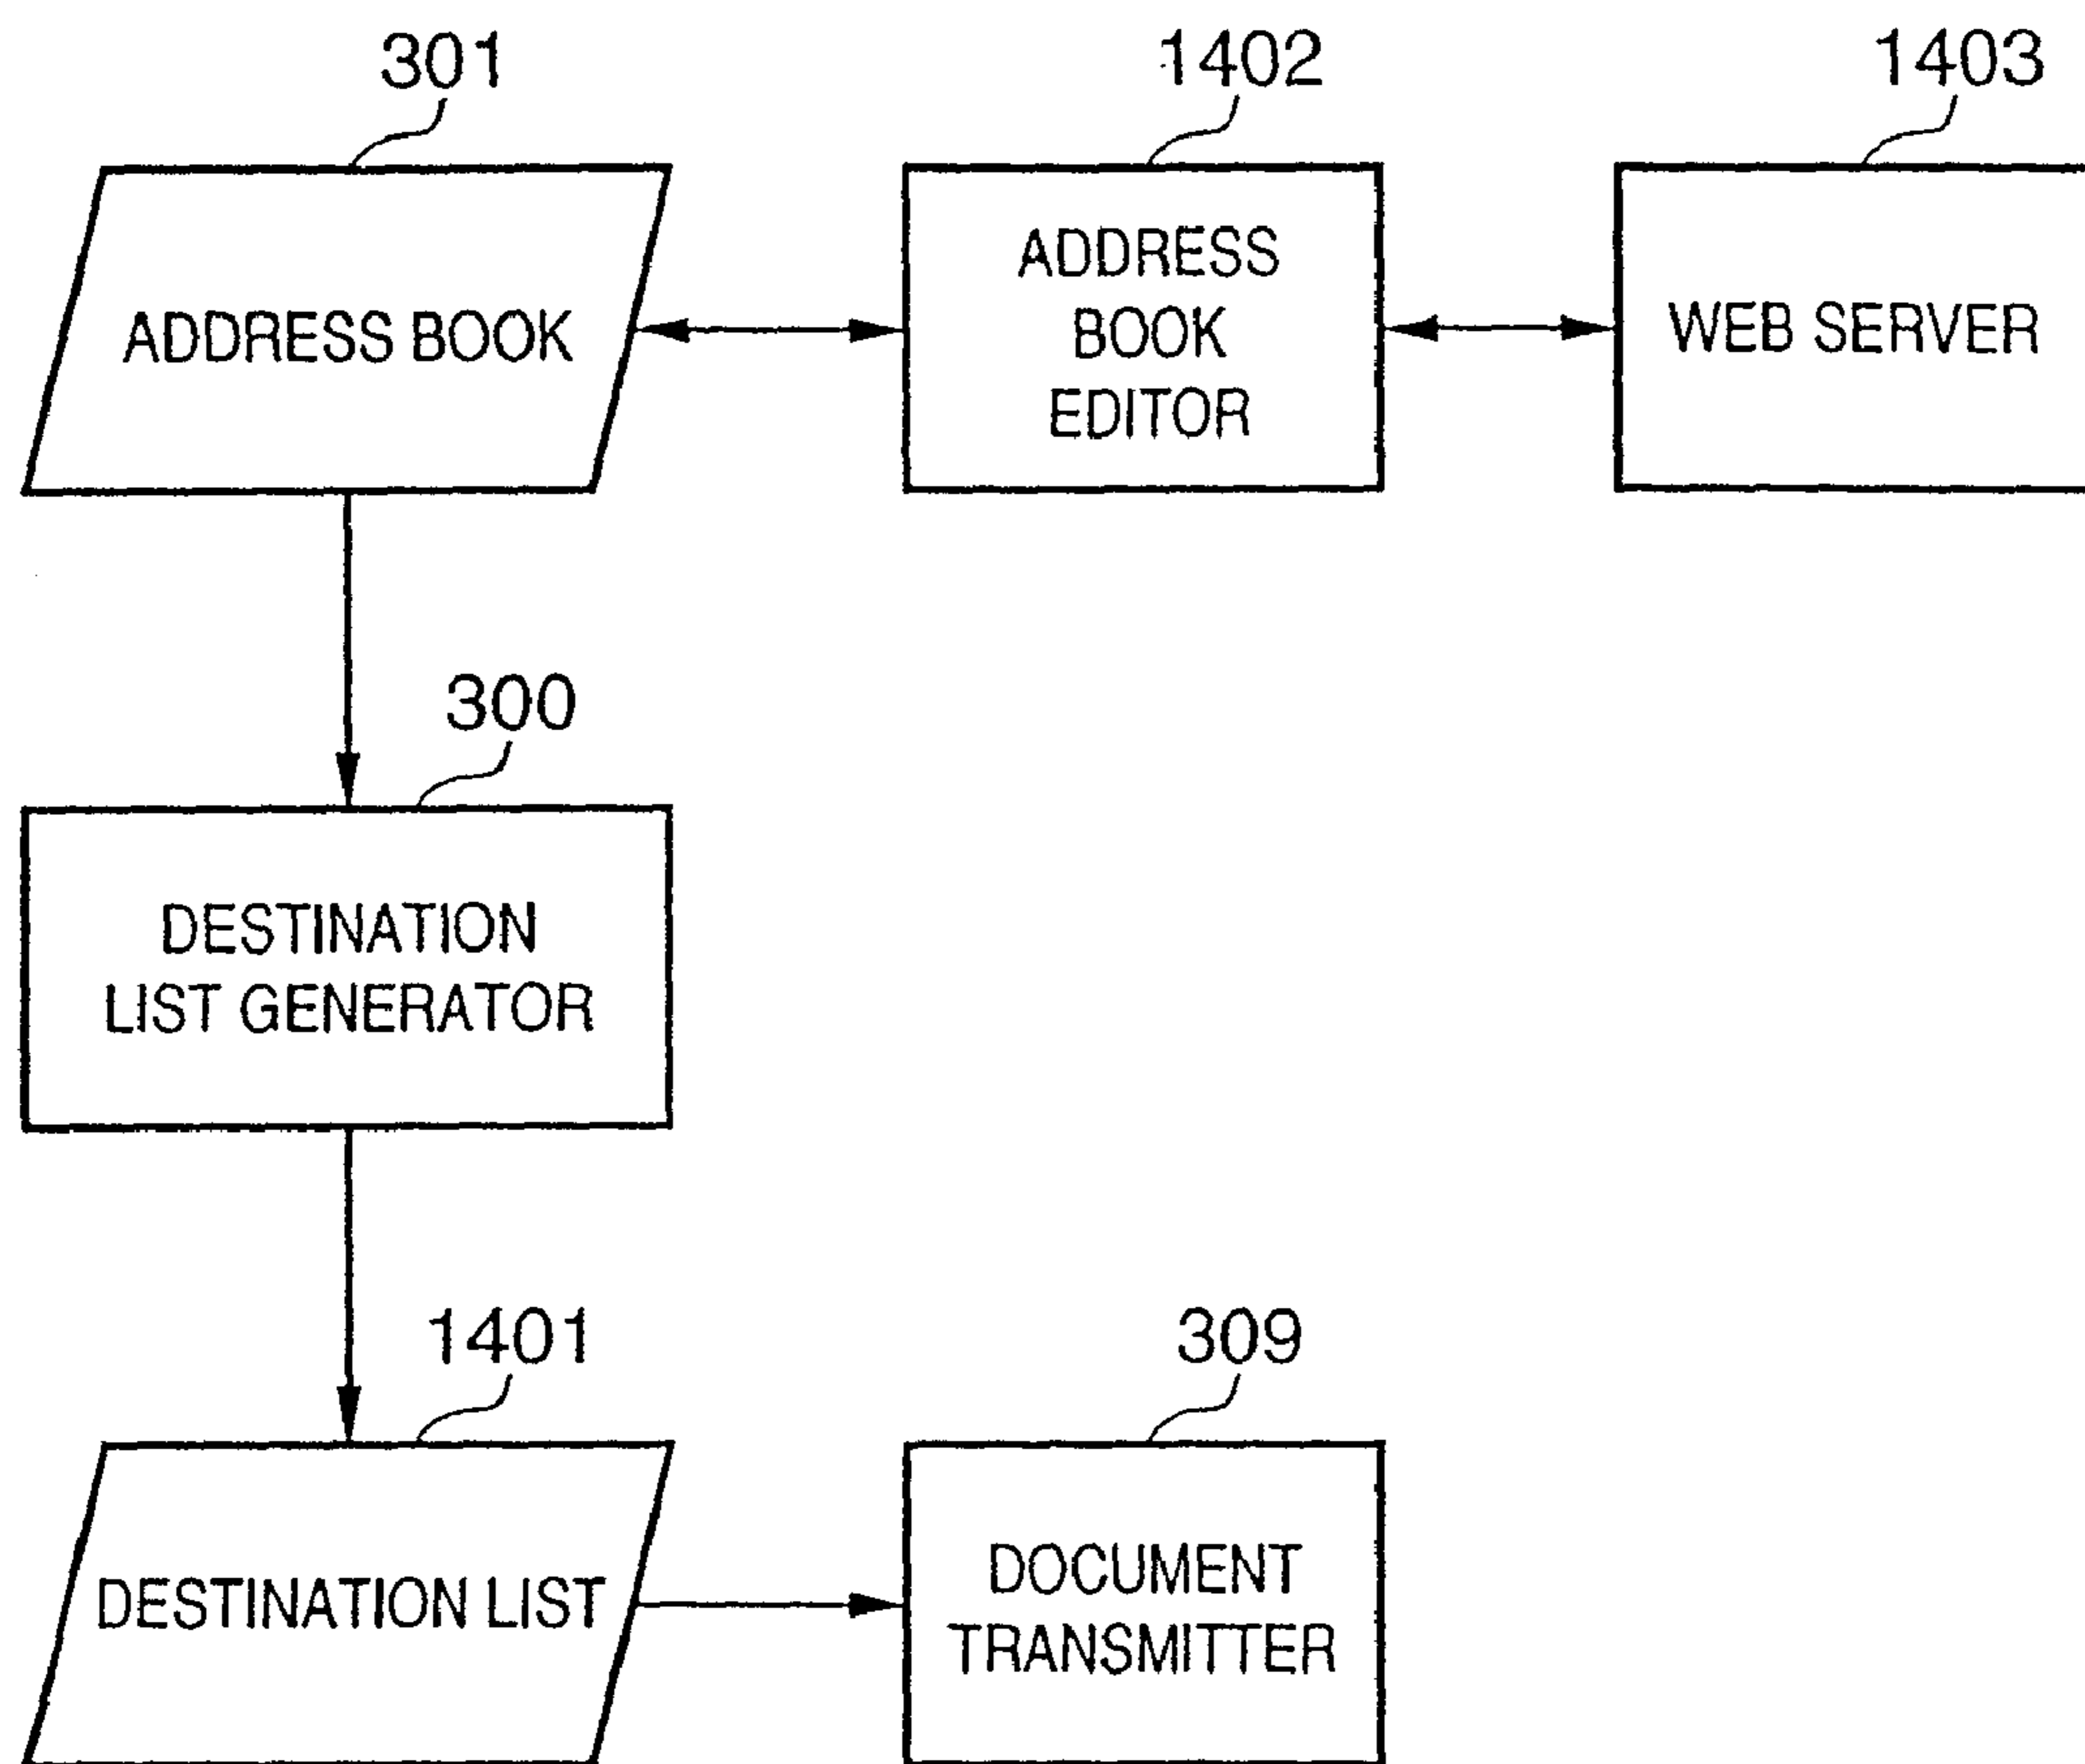 301
1402
1403
ADDRESS BOOK
ADDRESS
BOOK
EDITOR
WEB SERVER
300
DESTINATION
LIST GENERATOR
1401
309
DESTINATION LIST
DOCUMENT
TRANSMITTER